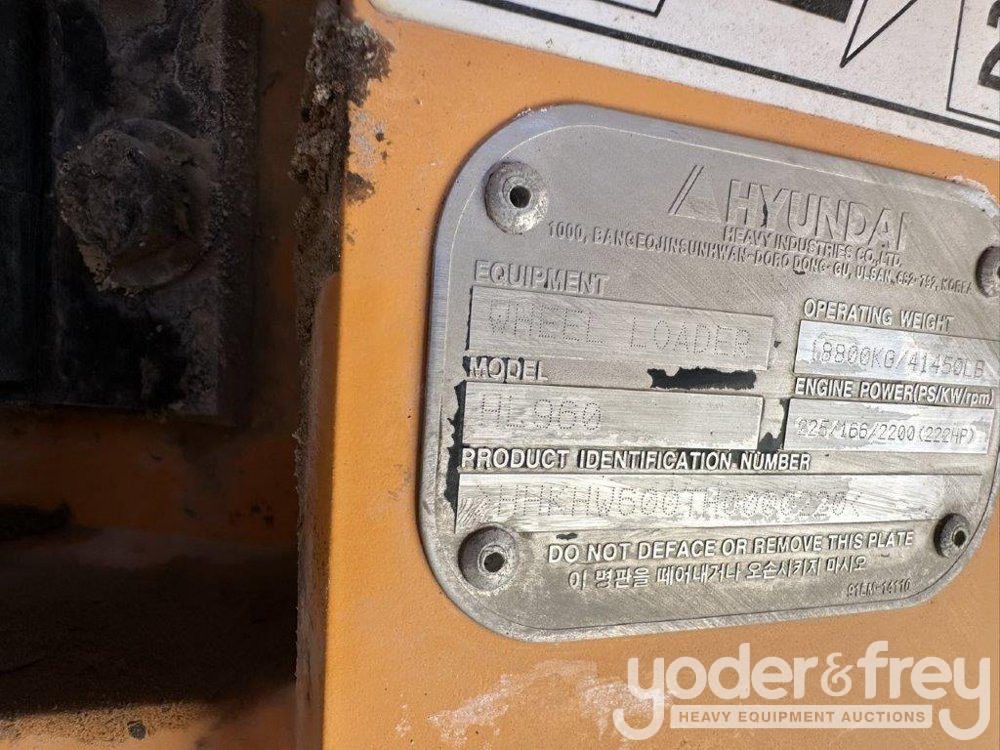 HYUNDAI
HEAVY INDUSTRIES CO.,LTD.
1000, BANGEOJINSUNHWAN-DORO DONG-GU, ULSAN, 682-792, KOREA
EQUIPMENT
WHEEL LOADER
OPERATING WEIGHT
18800KG/41450LB
MODEL
HL960
ENGINE POWER(PS/KW/rpm)
225/166/2200(222HP)
PRODUCT IDENTIFICATION NUMBER
DO NOT DEFACE OR REMOVE THIS PLATE
이 명판을 떼어내거나 오손시키지 마시오
yoder&frey
HEAVY EQUIPMENT AUCTIONS